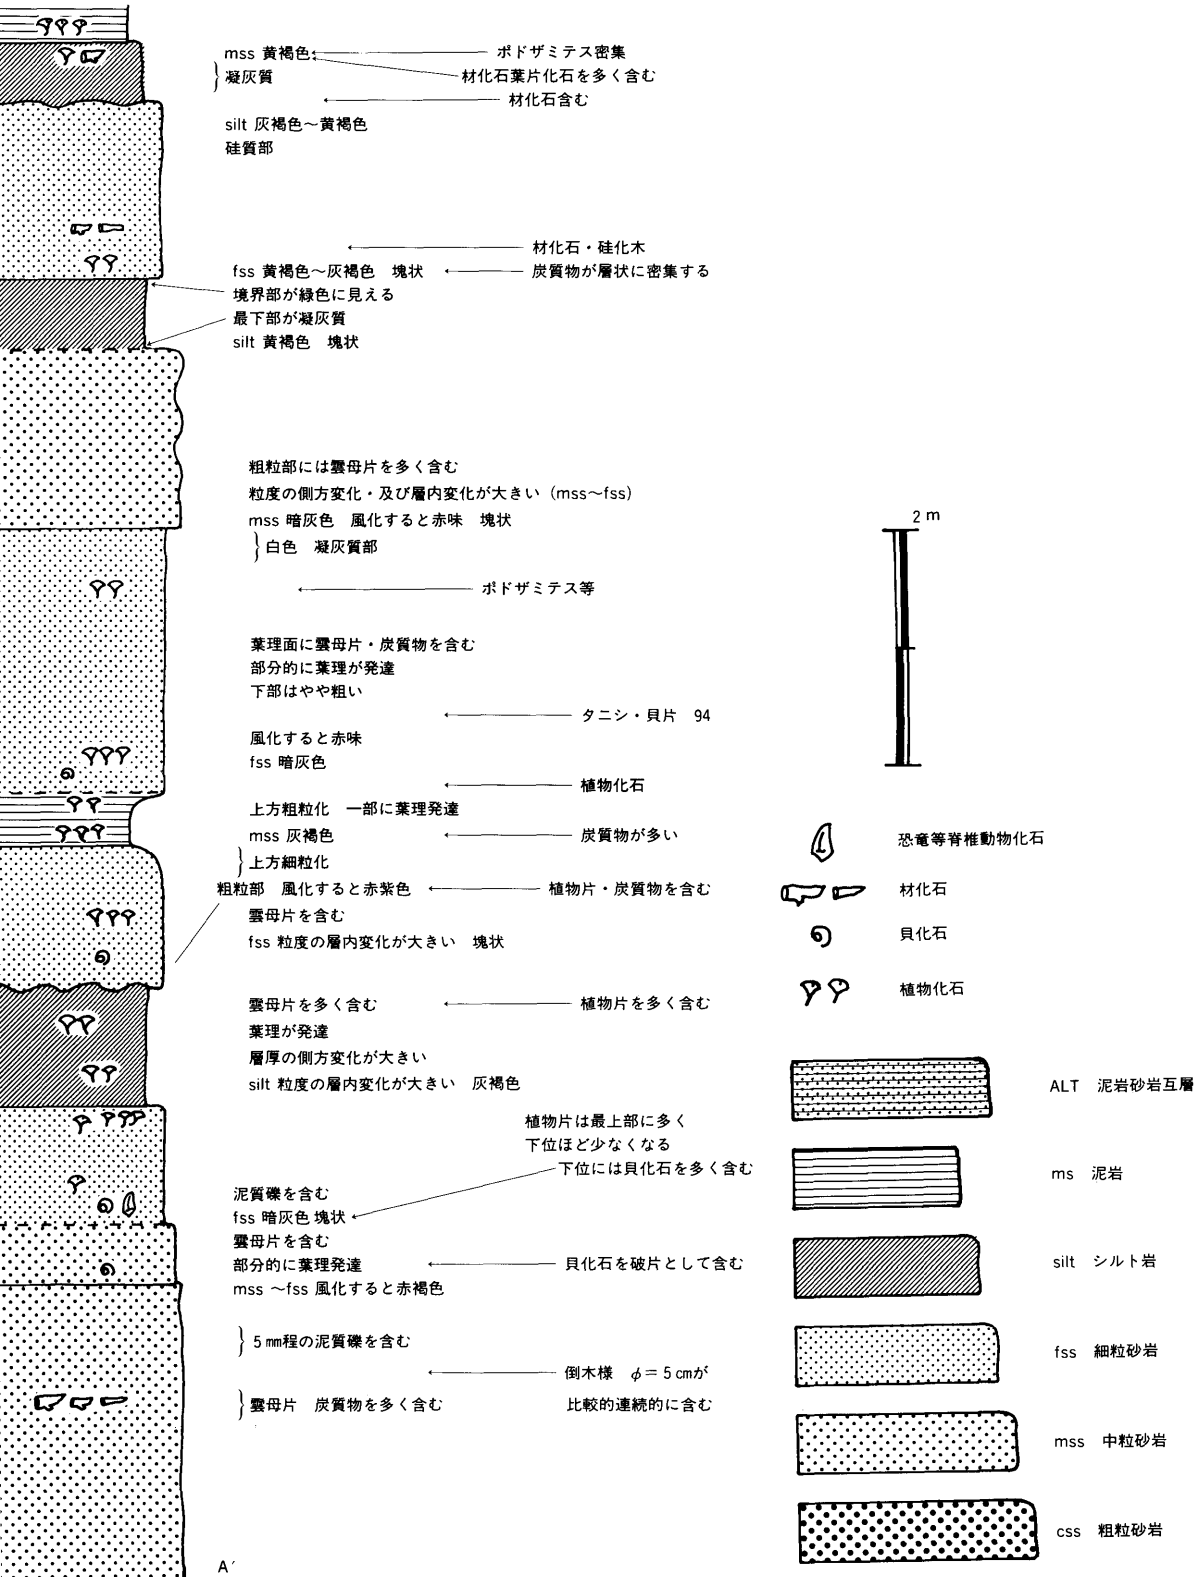 mss 黄褐色
ポドザミテス密集
凝灰質
材化石葉片化石を多く含む
材化石含む
silt 灰褐色～黄褐色
硅質部
材化石・硅化木
fss 黄褐色～灰褐色 塊状
炭質物が層状に密集する
境界部が緑色に見える
最下部が凝灰質
silt 黄褐色 塊状
粗粒部には雲母片を多く含む
粒度の側方変化・及び層内変化が大きい（mss～fss）
mss 暗灰色 風化すると赤味 塊状
白色 凝灰質部
ポドザミテス等
葉理面に雲母片・炭質物を含む
部分的に葉理が発達
下部はやや粗い
タニシ・貝片 94
風化すると赤味
fss 暗灰色
植物化石
上方粗粒化 一部に葉理発達
mss 灰褐色
炭質物が多い
上方細粒化
粗粒部 風化すると赤紫色
植物片・炭質物を含む
雲母片を含む
fss 粒度の層内変化が大きい 塊状
雲母片を多く含む
植物片を多く含む
葉理が発達
層厚の側方変化が大きい
silt 粒度の層内変化が大きい 灰褐色
植物片は最上部に多く
下位ほど少なくなる
下位には貝化石を多く含む
泥質礫を含む
fss 暗灰色 塊状
雲母片を含む
部分的に葉理発達
貝化石を破片として含む
mss ～fss 風化すると赤褐色
5㎜程の泥質礫を含む
倒木様 φ＝5㎝が
雲母片 炭質物を多く含む
比較的連続的に含む
A′
2 m
恐竜等脊椎動物化石
材化石
貝化石
植物化石
ALT 泥岩砂岩互層
ms 泥岩
silt シルト岩
fss 細粒砂岩
mss 中粒砂岩
css 粗粒砂岩